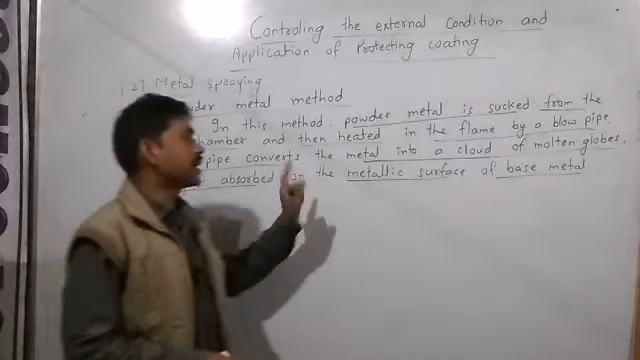 Controling the external Condition and
Application of Protecting coating
[2] Metal spraying
wder metal method
In this method. powder metal is sucked from the
hamber and then heated in the flame by a blow pipe
pipe converts the metal into a cloud of molten globes,
absorbed on the metallic surface of base metal